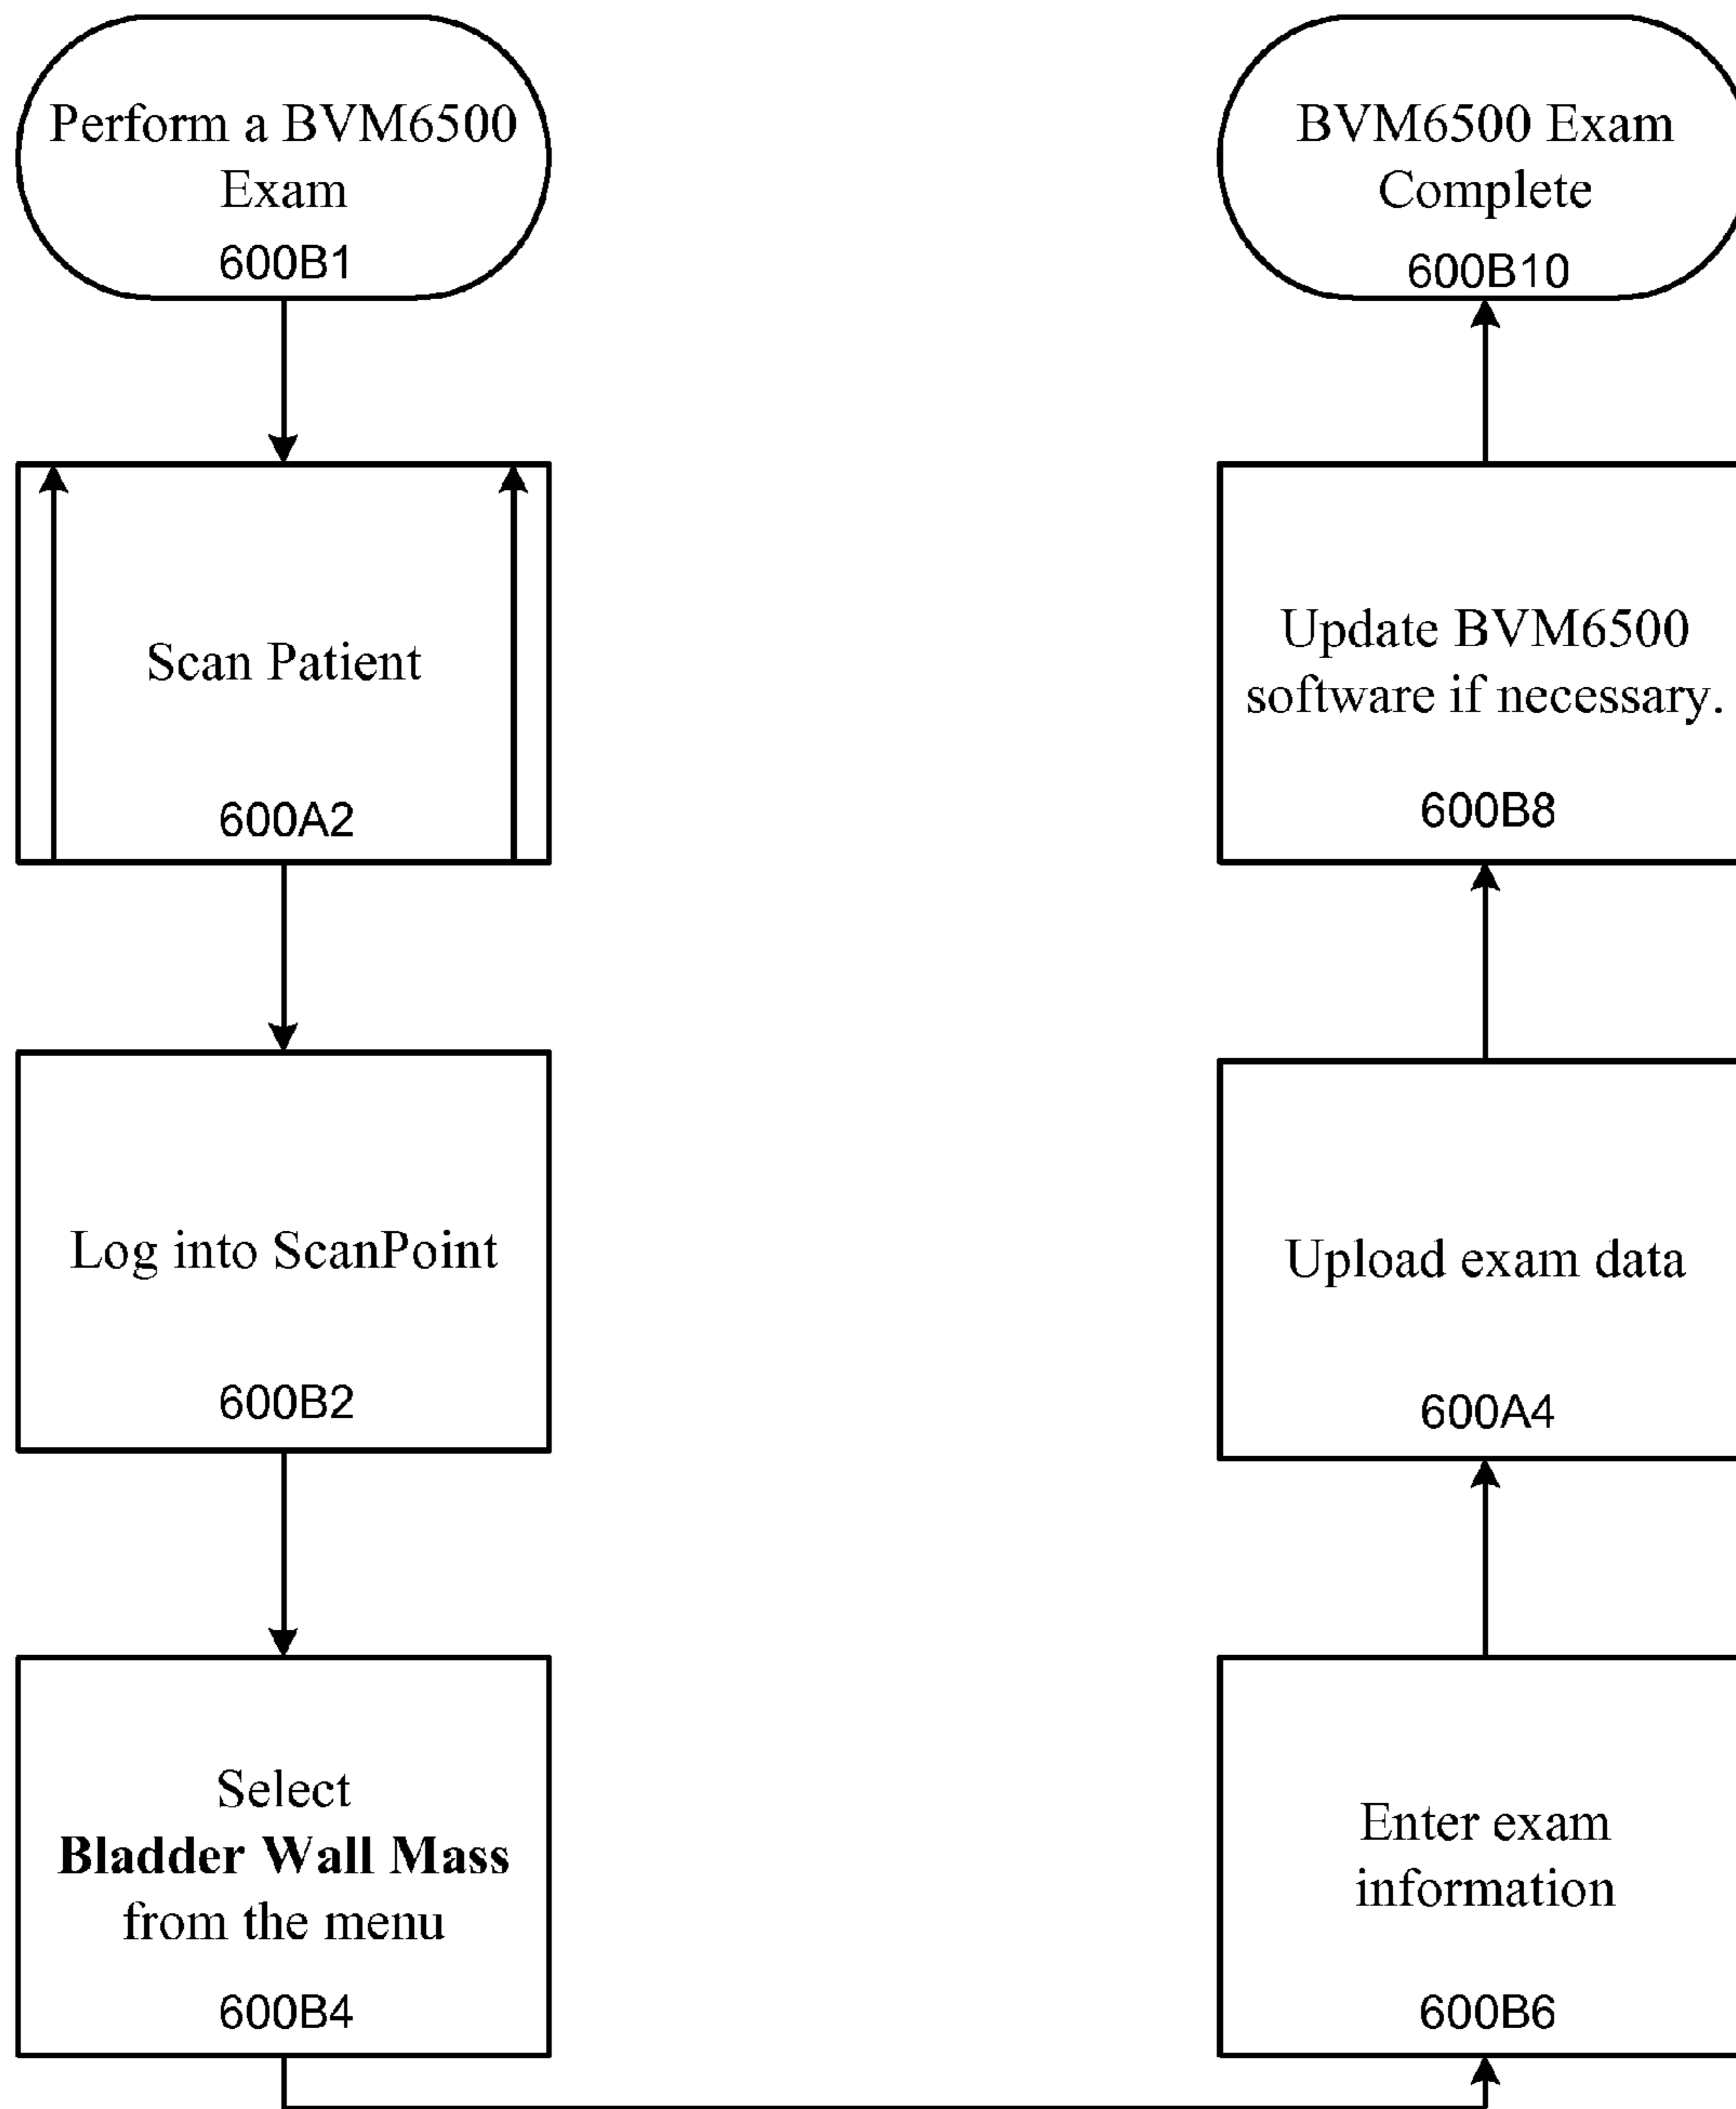 Perform a BVM6500
Exam
600B1
Scan Patient
600A2
Log into ScanPoint
600B2
Select
Bladder Wall Mass
from the menu
600B4
BVM6500 Exam
Complete
600B10
Update BVM6500
software if necessary.
600B8
Upload exam data
600A4
Enter exam
information
600B6